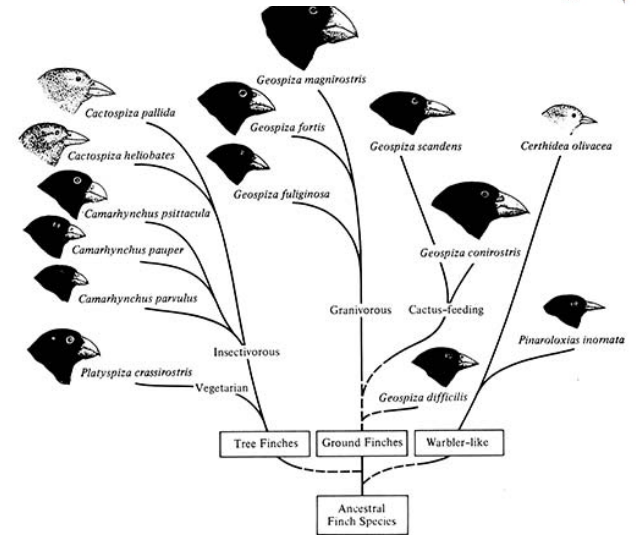 Geospiza magnirostris
Cactospiza pallida
Geospiza fortis
Geospiza scandens
Certhidea olivacea
Cactospiza heliobates
Geospiza fuliginosa
Camarhynchus psittacula
Camarhynchus pauper
Geospiza conirostris
Camarhynchus parvulus
Granivorous
Cactus-feeding
Pinaroloxias inornata
Insectivorous
Platyspiza crassirostris
Vegetarian
Geospiza difficilis
Tree Finches
Ground Finches
Warbler-like
Ancestral
Finch Species